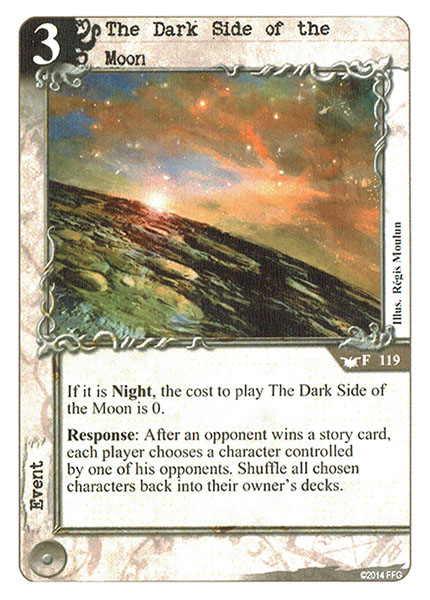 3
The Dark Side of the
Moon
Illus. Régis Moulun
F 119
If it is Night, the cost to play The Dark Side of
the Moon is 0.
Response: After an opponent wins a story card,
each player chooses a character controlled
by one of his opponents. Shuffle all chosen
characters back into their owner's decks.
Event
©2014 FFG